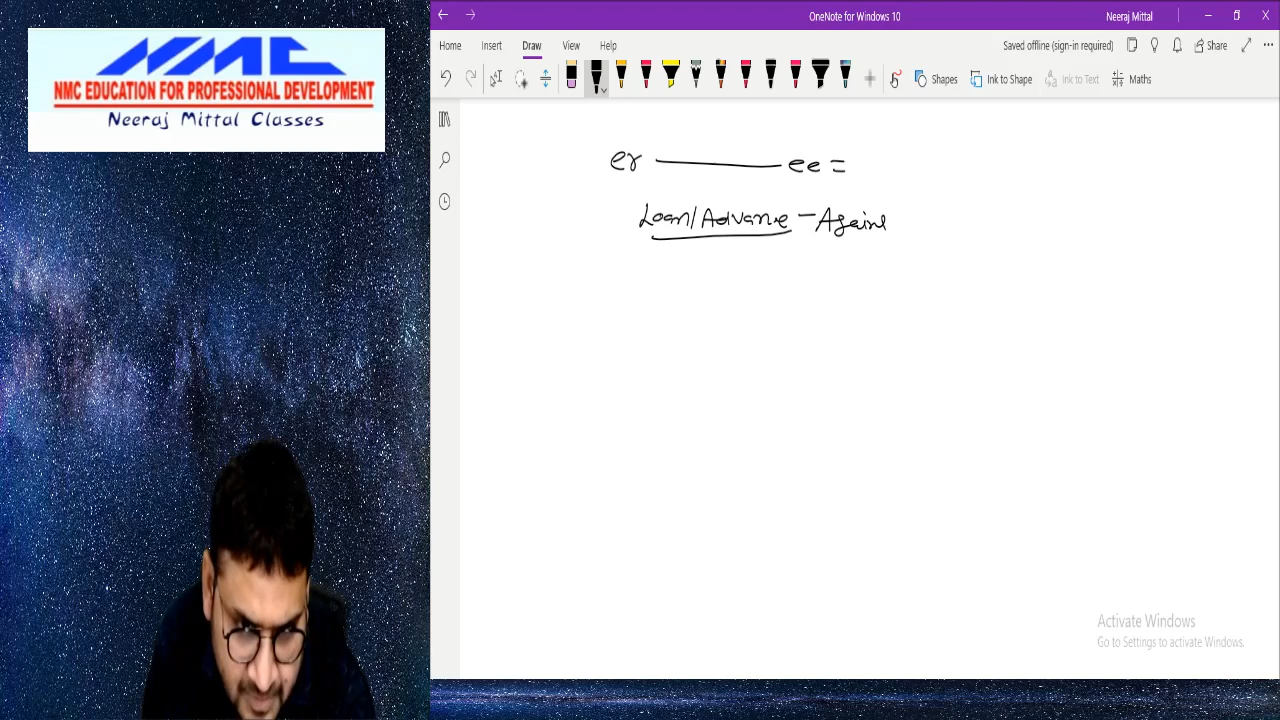 NMC
NMC EDUCATION FOR PROFESSIONAL DEVELOPMENT
Neeraj Mittal Classes
OneNote for Windows 10
Neeraj Mittal
Home Insert Draw View Help
Saved offline (sign-in required)
Share
Shapes
Ink to Shape
Ink to Text
Maths
er ee =
Loan/Advance - Agains
Activate Windows
Go to Settings to activate Windows.